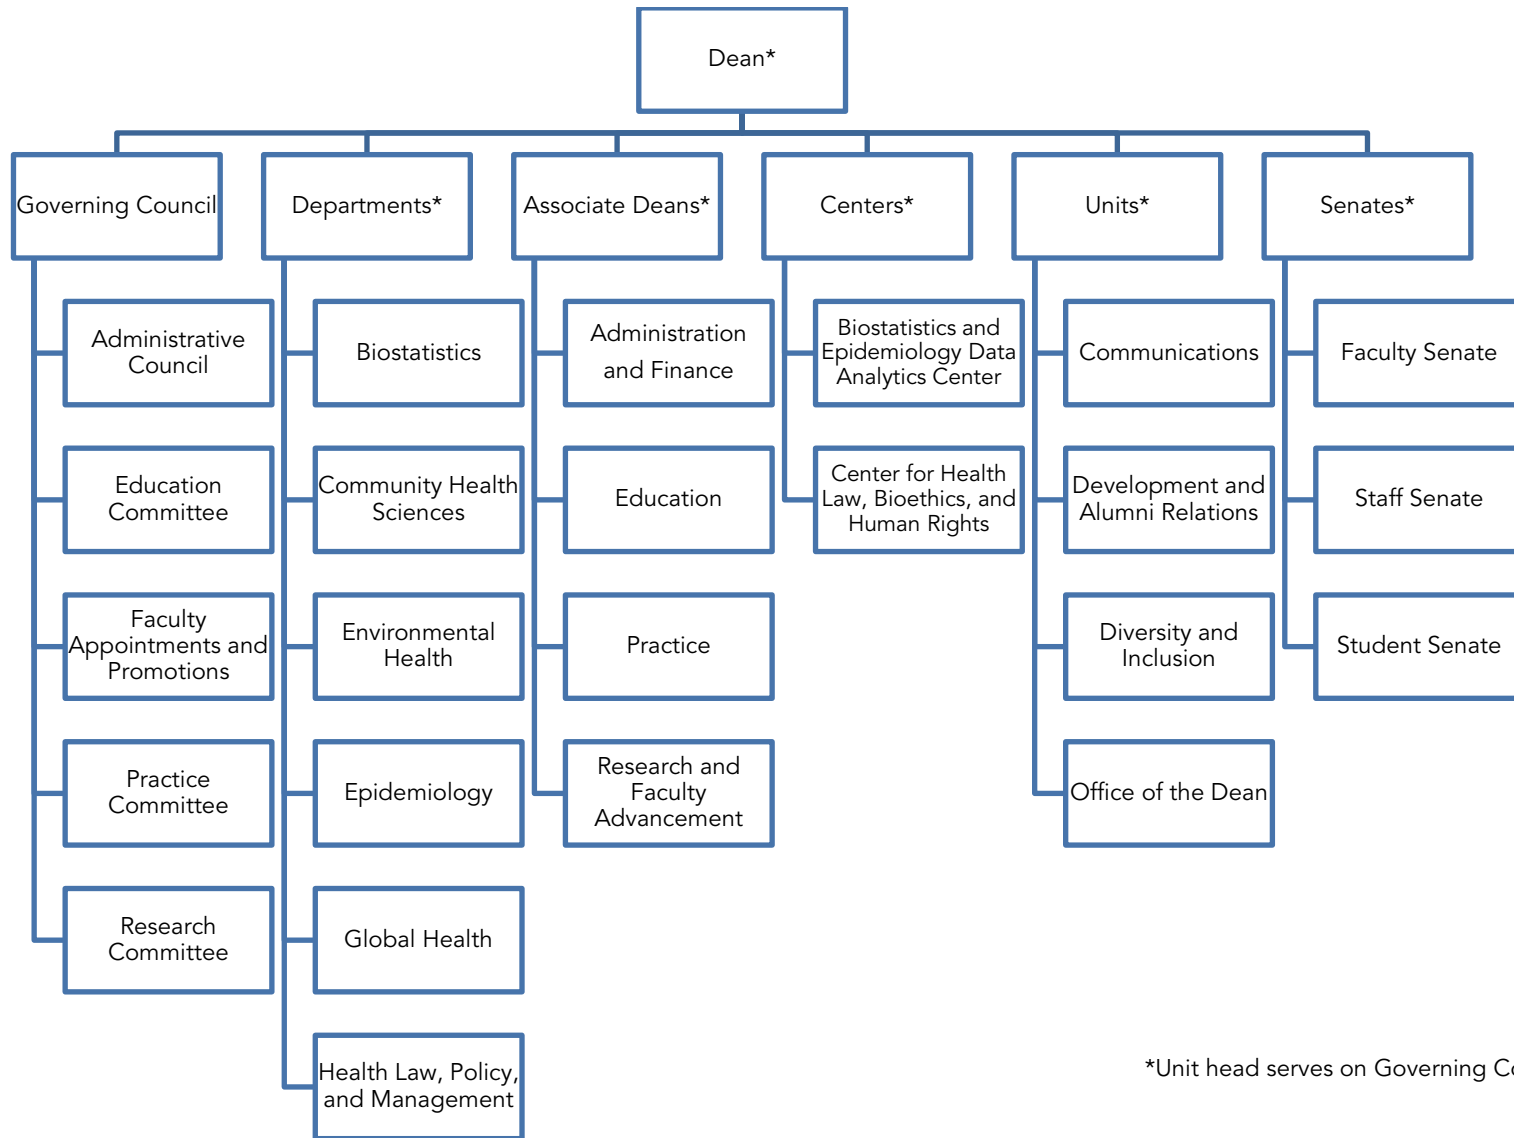 Dean*
Governing Council
Departments*
Associate Deans*
Centers*
Units*
Senates*
Administrative
Council
Education
Committee
Faculty
Appointments and
Promotions
Practice
Committee
Research
Committee
Biostatistics
Community Health
Sciences
Environmental
Health
Epidemiology
Global Health
Health Law, Policy,
and Management
Administration
and Finance
Education
Practice
Research and
Faculty
Advancement
Biostatistics and
Epidemiology Data
Analytics Center
Center for Health
Law, Bioethics, and
Human Rights
Communications
Development and
Alumni Relations
Diversity and
Inclusion
Office of the Dean
Faculty Senate
Staff Senate
Student Senate
*Unit head serves on Governing